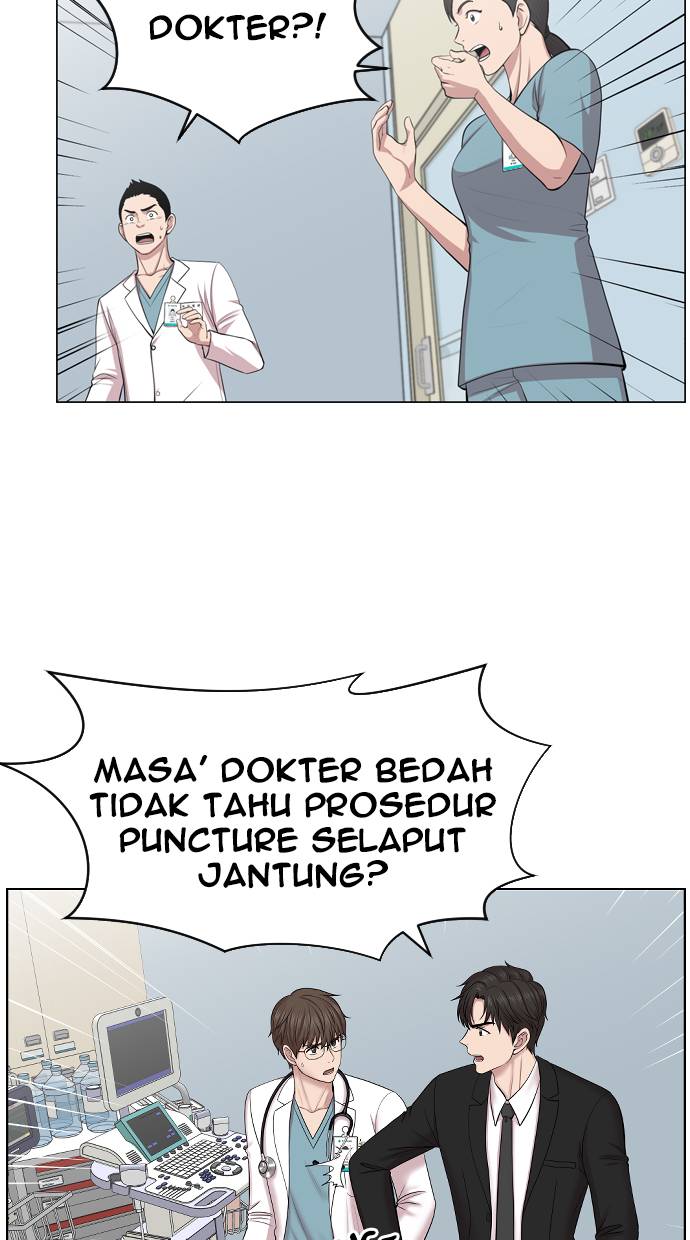 DOKTER?!
MASA' DOKTER BEDAH
TIDAK TAHU PROSEDUR
PUNCTURE SELAPUT
JANTUNG?